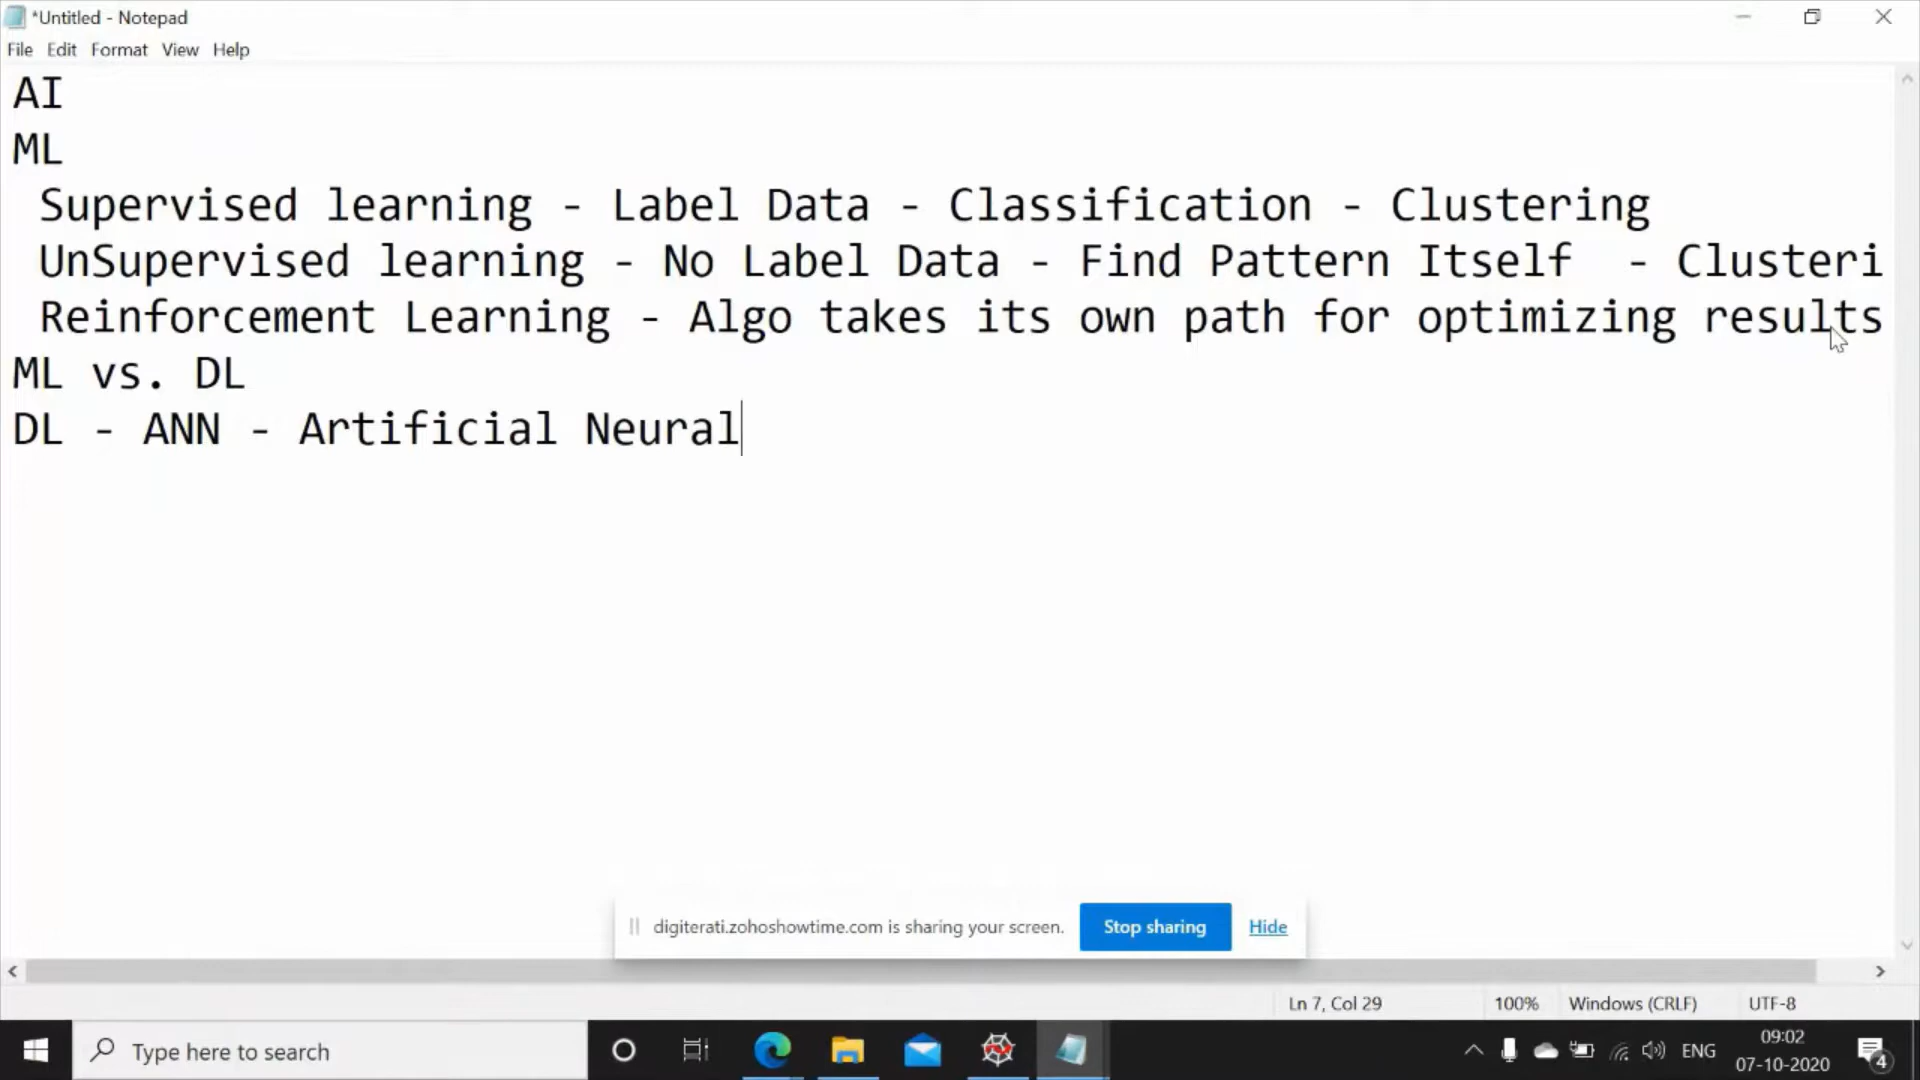 *Untitled - Notepad
File Edit Format View Help
AI
ML
Supervised learning - Label Data - Classification - Clustering
UnSupervised learning - No Label Data - Find Pattern Itself - Clusteri
Reinforcement Learning - Algo takes its own path for optimizing results
ML vs. DL
DL - ANN - Artificial Neural
digiterati.zohoshowtime.com is sharing your screen. Stop sharing Hide
Ln 7, Col 29 100% Windows (CRLF) UTF-8
Type here to search ENG 09:02
07-10-2020 4